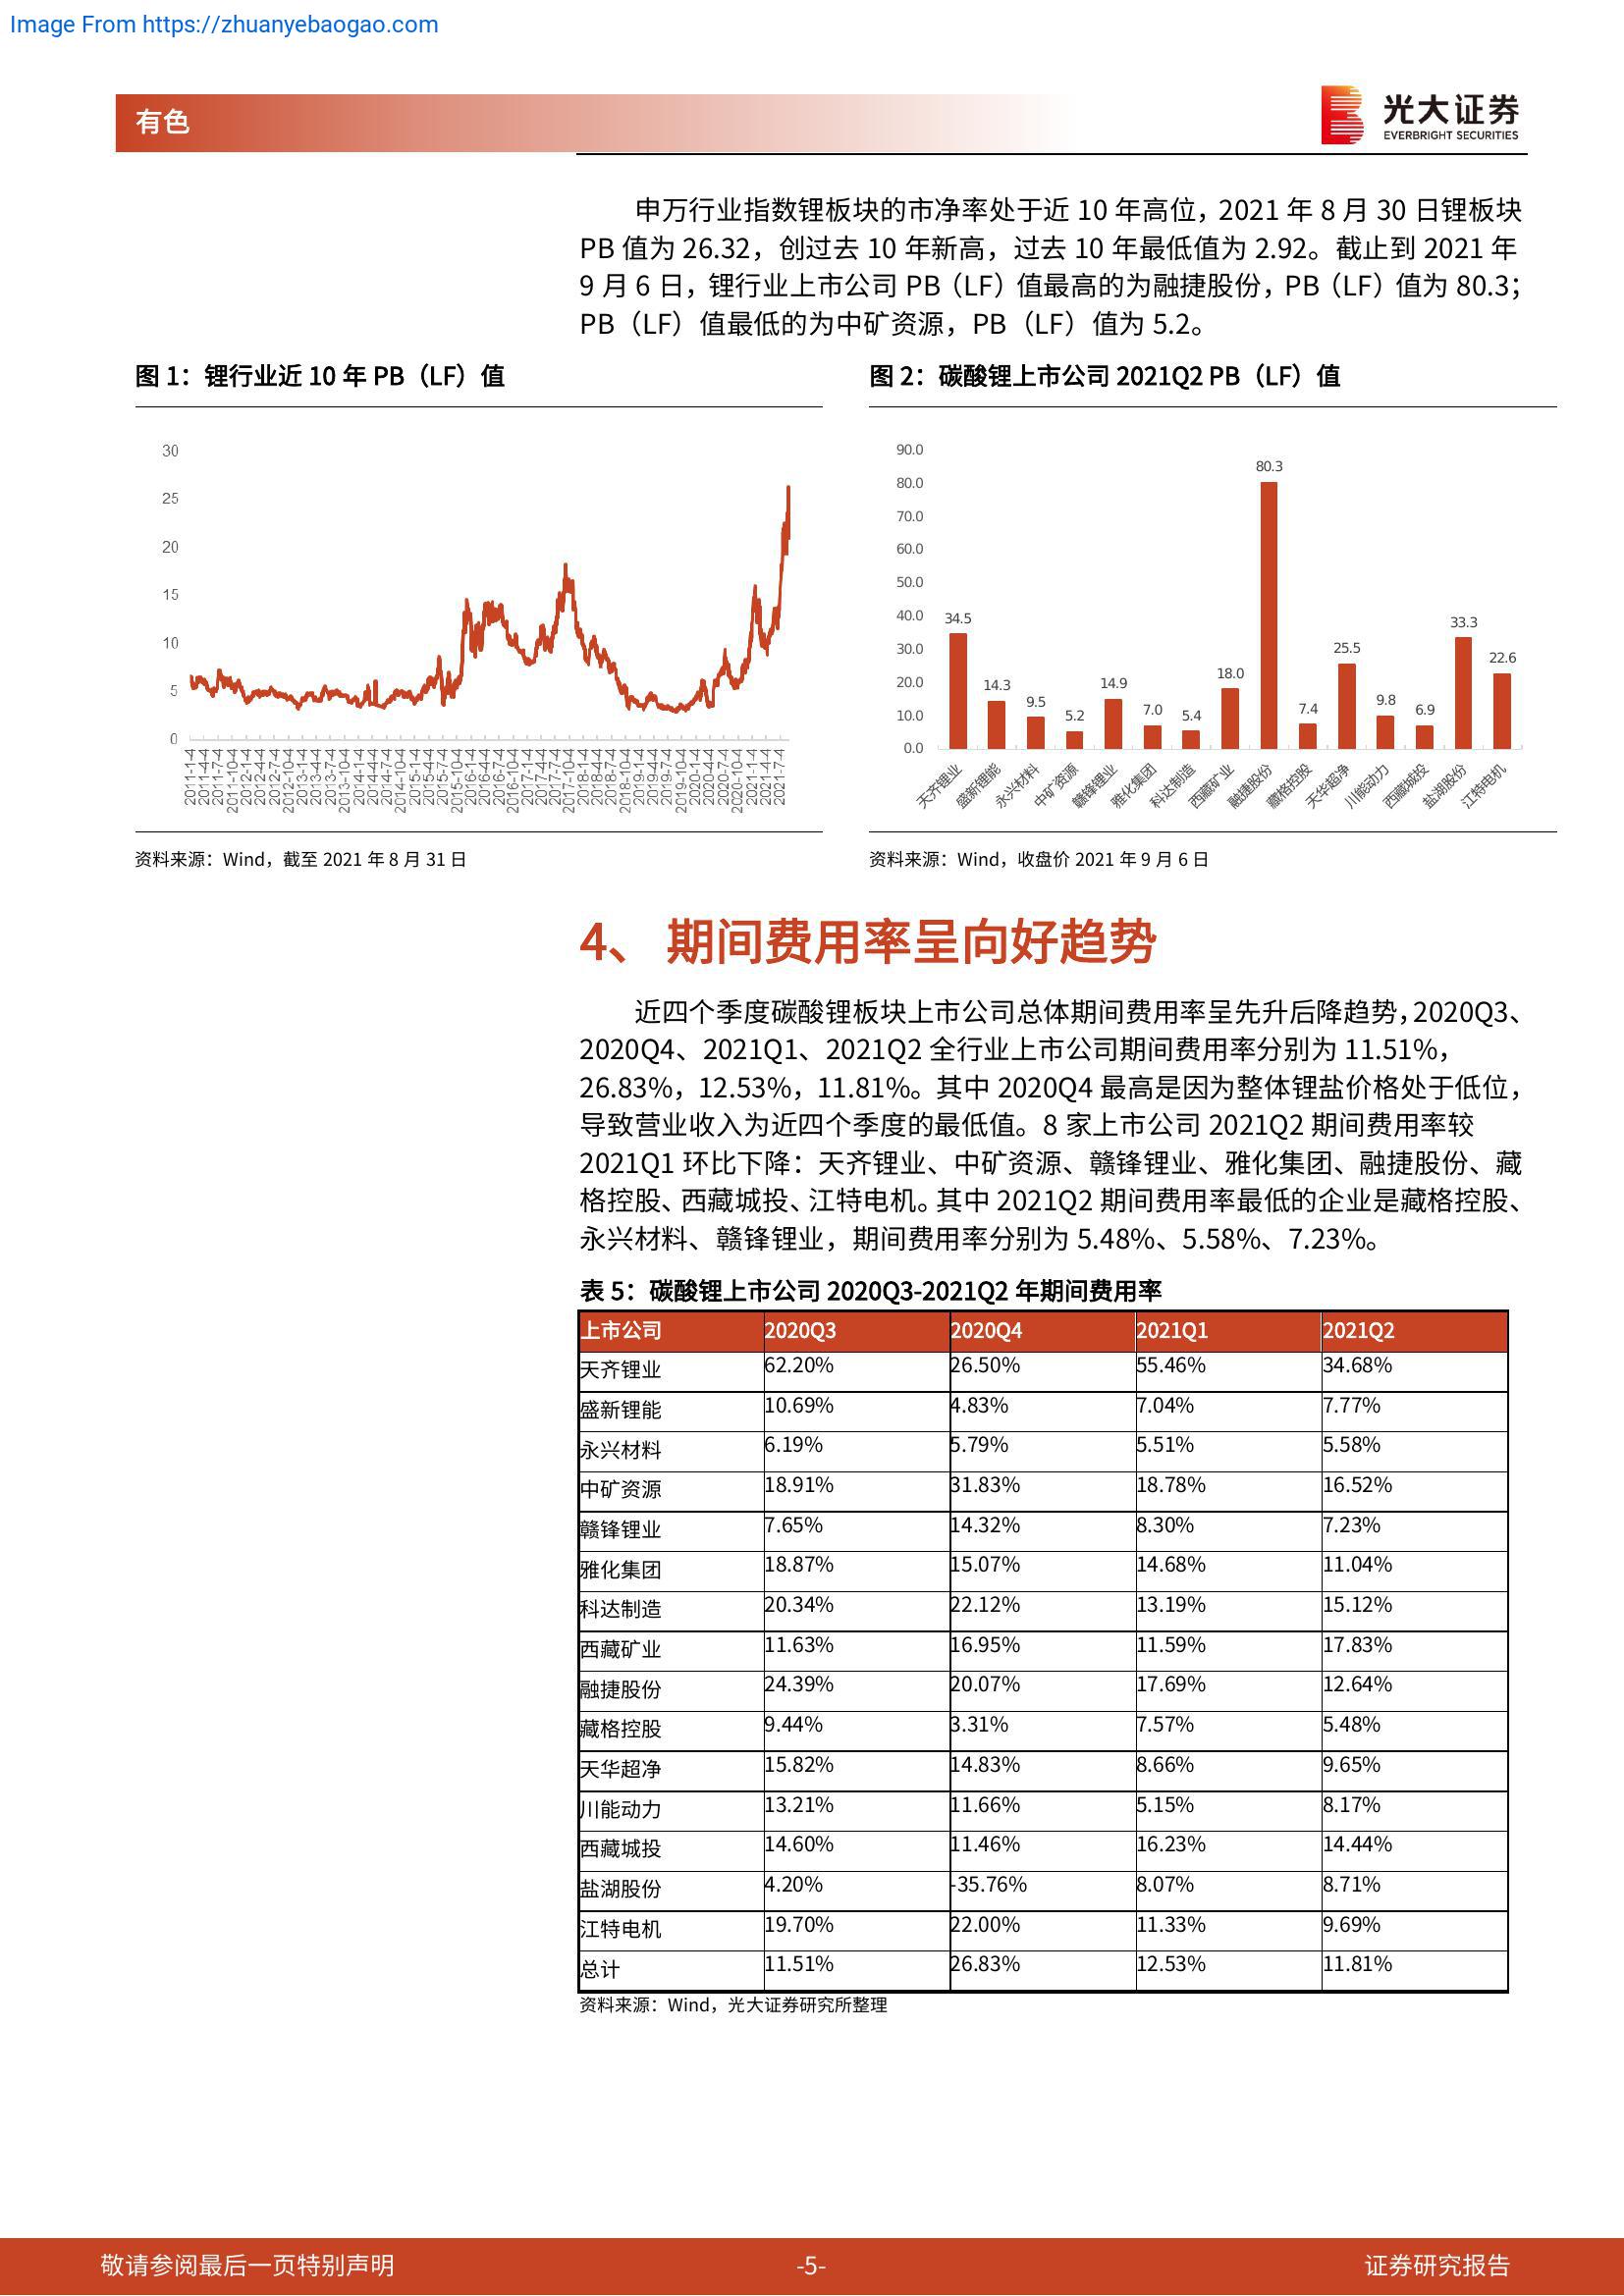 Image From https://zhuanyebaogao.com
有色
光大证券
EVERBRIGHT SECURITIES
申万行业指数锂板块的市净率处于近 10 年高位，2021 年 8 月 30 日锂板块
PB 值为 26.32，创过去 10 年新高，过去 10 年最低值为 2.92。截止到 2021 年
9 月 6 日，锂行业上市公司 PB（LF）值最高的为融捷股份，PB（LF）值为 80.3；
PB（LF）值最低的为中矿资源，PB（LF）值为 5.2。
图 1：锂行业近 10 年 PB（LF）值
30
25
20
15
10
5
0
2011-1-4
2011-4-4
2011-7-4
2011-10-4
2012-1-4
2012-4-4
2012-7-4
2012-10-4
2013-1-4
2013-4-4
2013-7-4
2013-10-4
2014-1-4
2014-4-4
2014-7-4
2014-10-4
2015-1-4
2015-4-4
2015-7-4
2015-10-4
2016-1-4
2016-4-4
2016-7-4
2016-10-4
2017-1-4
2017-4-4
2017-7-4
2017-10-4
2018-1-4
2018-4-4
2018-7-4
2018-10-4
2019-1-4
2019-4-4
2019-7-4
2019-10-4
2020-1-4
2020-4-4
2020-7-4
2020-10-4
2021-1-4
2021-4-4
2021-7-4
资料来源：Wind，截至 2021 年 8 月 31 日
图 2：碳酸锂上市公司 2021Q2 PB（LF）值
90.0
80.0
70.0
60.0
50.0
40.0
30.0
20.0
10.0
0.0
34.5
14.3
9.5
5.2
14.9
7.0
5.4
18.0
80.3
7.4
25.5
9.8
6.9
33.3
22.6
天齐锂业
盛新锂能
永兴材料
中矿资源
赣锋锂业
雅化集团
科达制造
西藏矿业
融捷股份
藏格控股
天华超净
川能动力
西藏城投
盐湖股份
江特电机
资料来源：Wind，收盘价 2021 年 9 月 6 日
4、 期间费用率呈向好趋势
近四个季度碳酸锂板块上市公司总体期间费用率呈先升后降趋势，2020Q3、
2020Q4、2021Q1、2021Q2 全行业上市公司期间费用率分别为 11.51%，
26.83%，12.53%，11.81%。其中 2020Q4 最高是因为整体锂盐价格处于低位，
导致营业收入为近四个季度的最低值。8 家上市公司 2021Q2 期间费用率较
2021Q1 环比下降：天齐锂业、中矿资源、赣锋锂业、雅化集团、融捷股份、藏
格控股、西藏城投、江特电机。其中 2021Q2 期间费用率最低的企业是藏格控股、
永兴材料、赣锋锂业，期间费用率分别为 5.48%、5.58%、7.23%。
表 5：碳酸锂上市公司 2020Q3-2021Q2 年期间费用率
上市公司 2020Q3 2020Q4 2021Q1 2021Q2
天齐锂业 62.20% 26.50% 55.46% 34.68%
盛新锂能 10.69% 4.83% 7.04% 7.77%
永兴材料 6.19% 5.79% 5.51% 5.58%
中矿资源 18.91% 31.83% 18.78% 16.52%
赣锋锂业 7.65% 14.32% 8.30% 7.23%
雅化集团 18.87% 15.07% 14.68% 11.04%
科达制造 20.34% 22.12% 13.19% 15.12%
西藏矿业 11.63% 16.95% 11.59% 17.83%
融捷股份 24.39% 20.07% 17.69% 12.64%
藏格控股 9.44% 3.31% 7.57% 5.48%
天华超净 15.82% 14.83% 8.66% 9.65%
川能动力 13.21% 11.66% 5.15% 8.17%
西藏城投 14.60% 11.46% 16.23% 14.44%
盐湖股份 4.20% -35.76% 8.07% 8.71%
江特电机 19.70% 22.00% 11.33% 9.69%
总计 11.51% 26.83% 12.53% 11.81%
资料来源：Wind，光大证券研究所整理
敬请参阅最后一页特别声明
-5-
证券研究报告